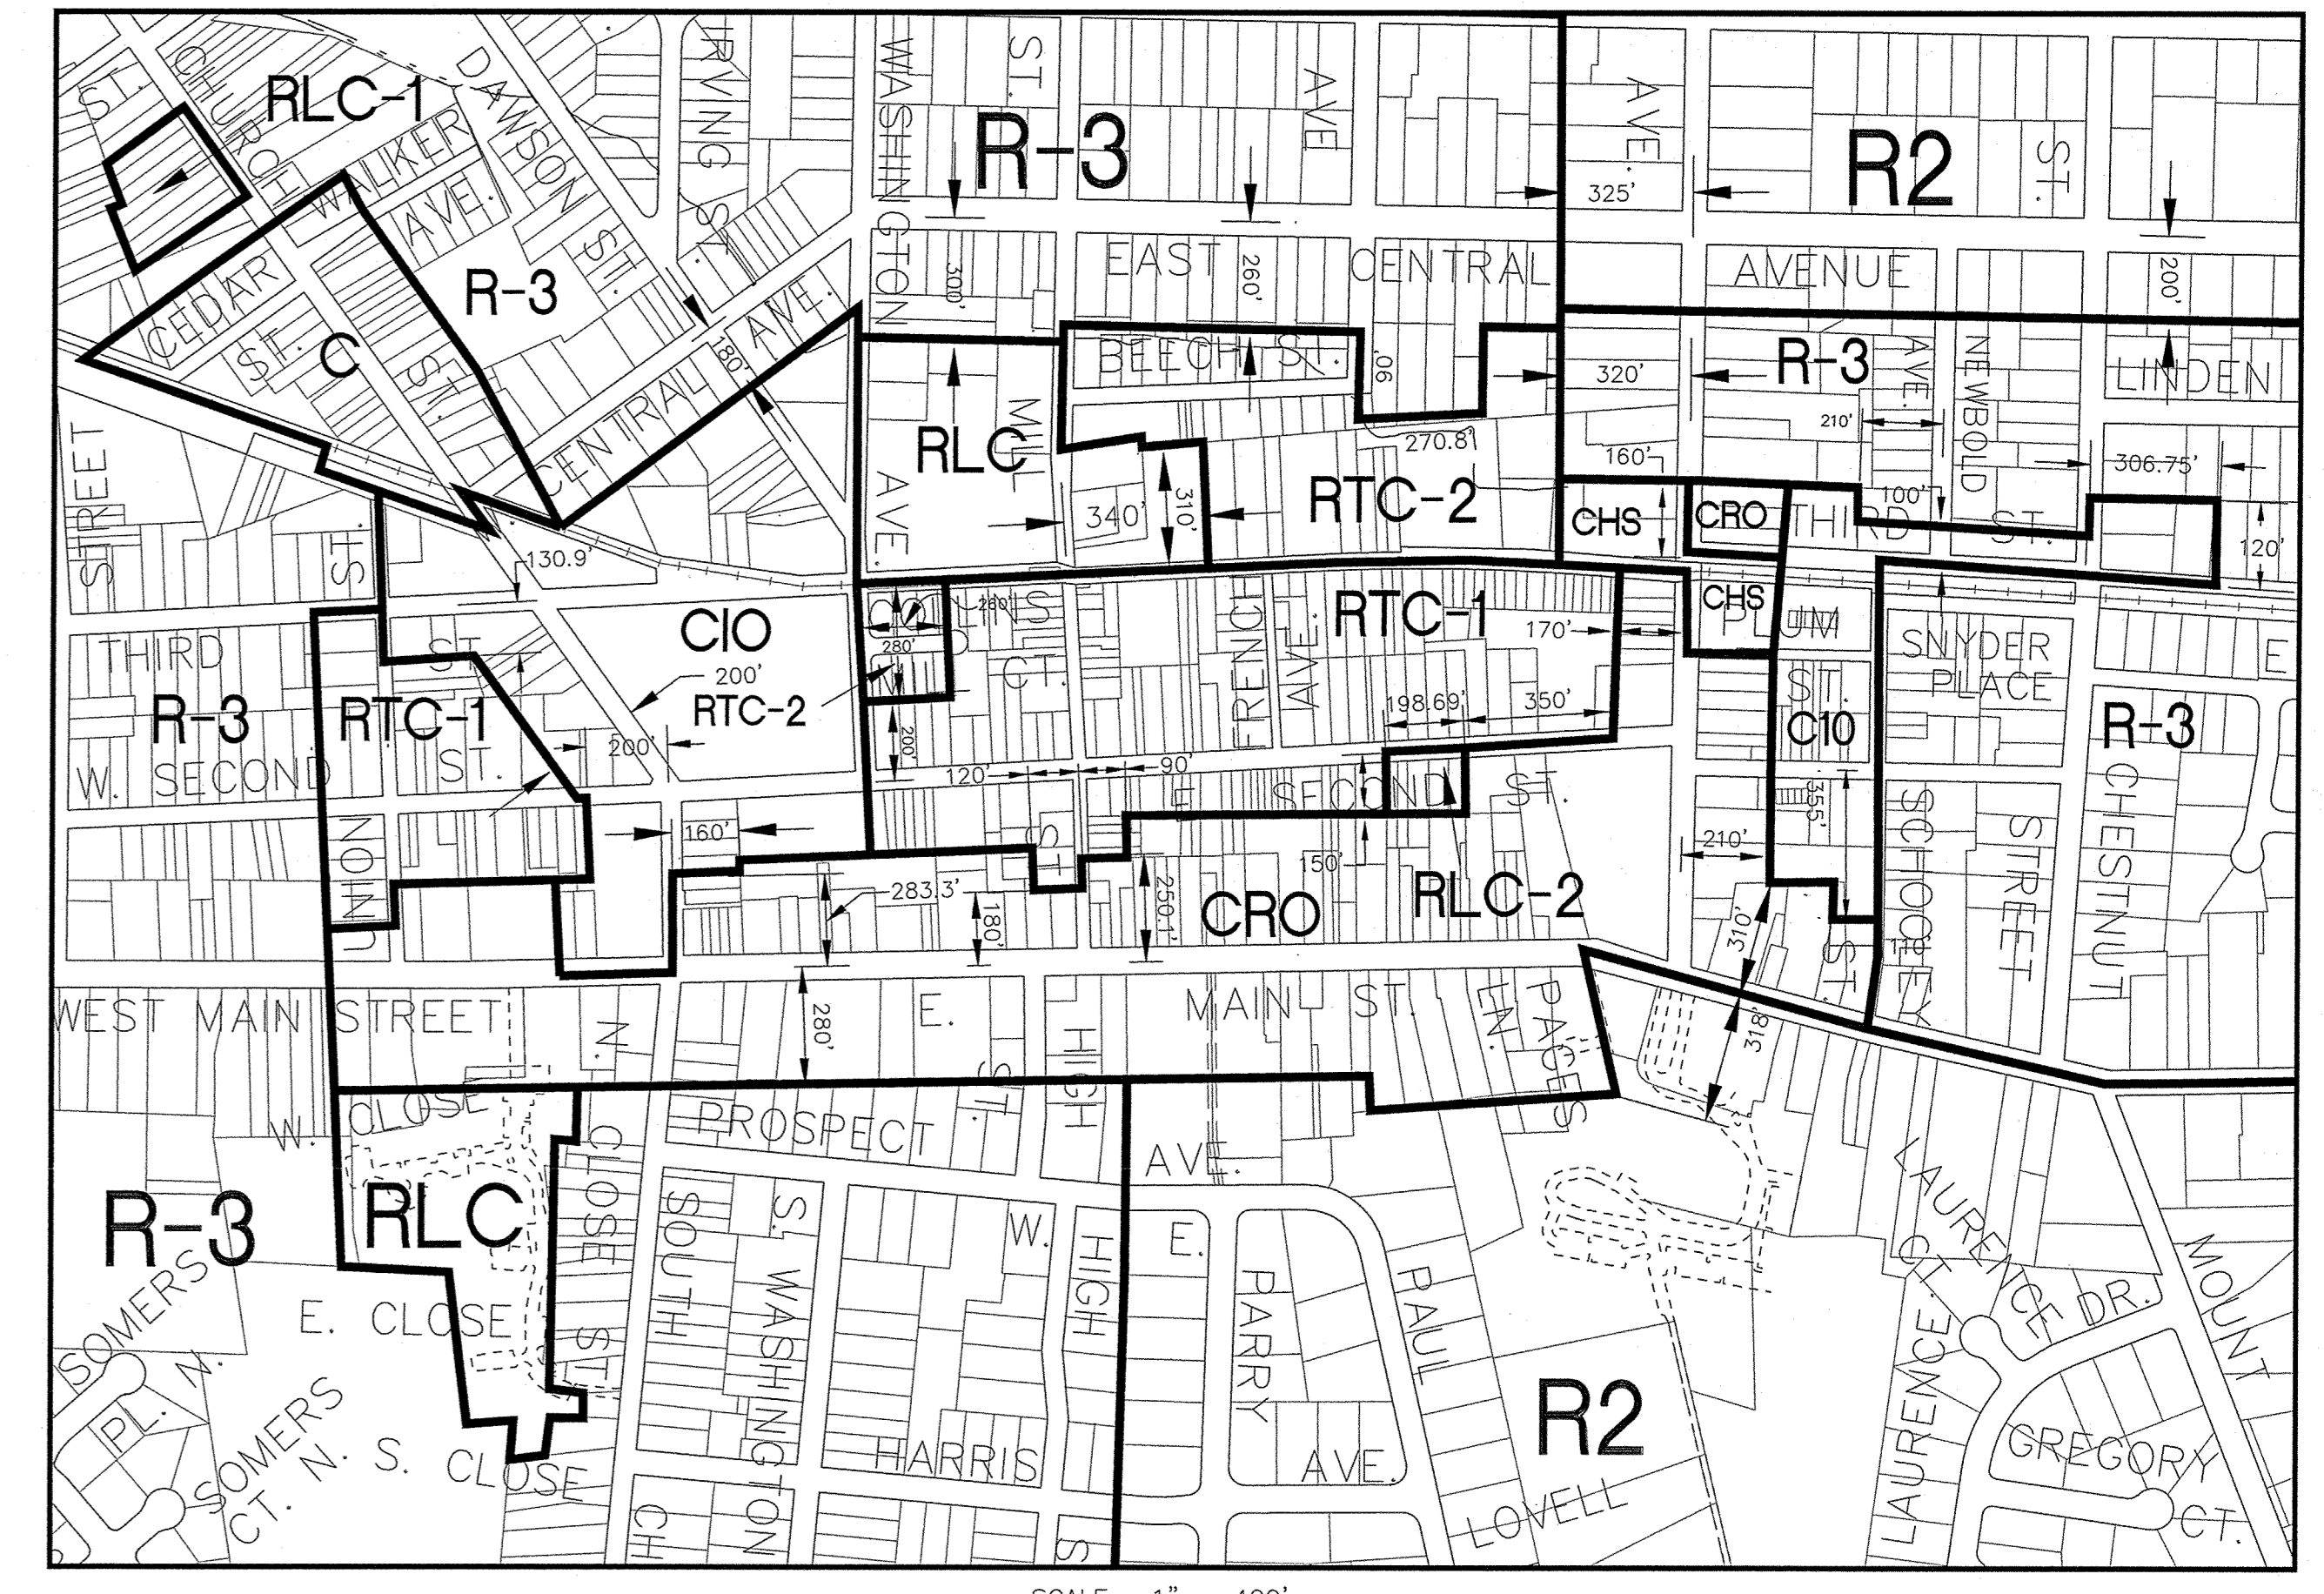 RLC-1
ST.
CHURCH
WALKER
AVE.
DAWSON
ST.
IRVING
ST.
WASHINGTON
AVE.
R-3
ST.
AVE
R-3
AVE.
325'
R2
ST.
EAST CENTRAL AVENUE
300'
260'
200'
CEDAR
ST.
C
ST.
CENTRAL AVE.
180'
BEECH ST.
90'
320'
R-3
AVE.
NEWBOLD
LINDEN
RLC
MILL
340'
310'
RTC-2
270.8'
160'
210'
306.75'
100'
CHS
CRO
THIRD ST.
120'
STREET
ST.
130.9'
CIO
200'
RTC-2
COLLINS
CT.
260'
280'
200'
FRENCH
AVE.
RTC-1
170'
198.69'
350'
CHS
PLUM
ST.
C10
355'
SNYDER
PLACE
E
R-3
THIRD ST.
R-3
RTC-1
W. SECOND ST.
200'
160'
120'
90'
E. SECOND ST.
ST.
150'
210'
UNION
283.3'
180'
250.1'
CRO
RLC-2
310'
318'
ST.
SCHOOLEY
STREET
CHESTNUT
WEST MAIN STREET
N.
280'
E. MAIN ST.
HIGH
ST.
PACES
LN.
W. CLOSE
PROSPECT
AVE.
R-3
RLC
CLOSE
ST.
SOUTH
S. WASHINGTON
W.
HIGH
E.
PARRY
PAUL
LAURENCE
CT.
LAURENCE
DR.
MOUNT
SOMERS
PL. N.
E. CLOSE
SOMERS
CT. N.
S. CLOSE
CH
HARRIS AVE.
S
R2
LOVELL
GREGORY
CT.